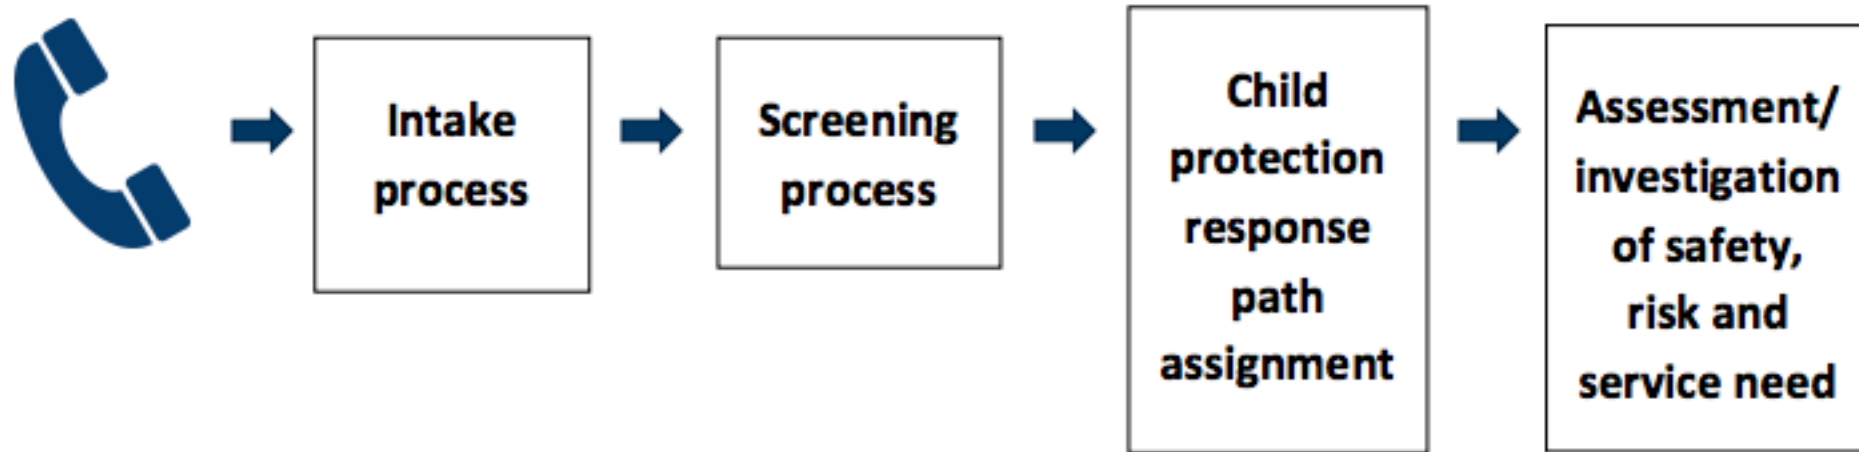 Intake
process
Screening
process
Child
protection
response
path
assignment
Assessment/
investigation
of safety,
risk and
service need